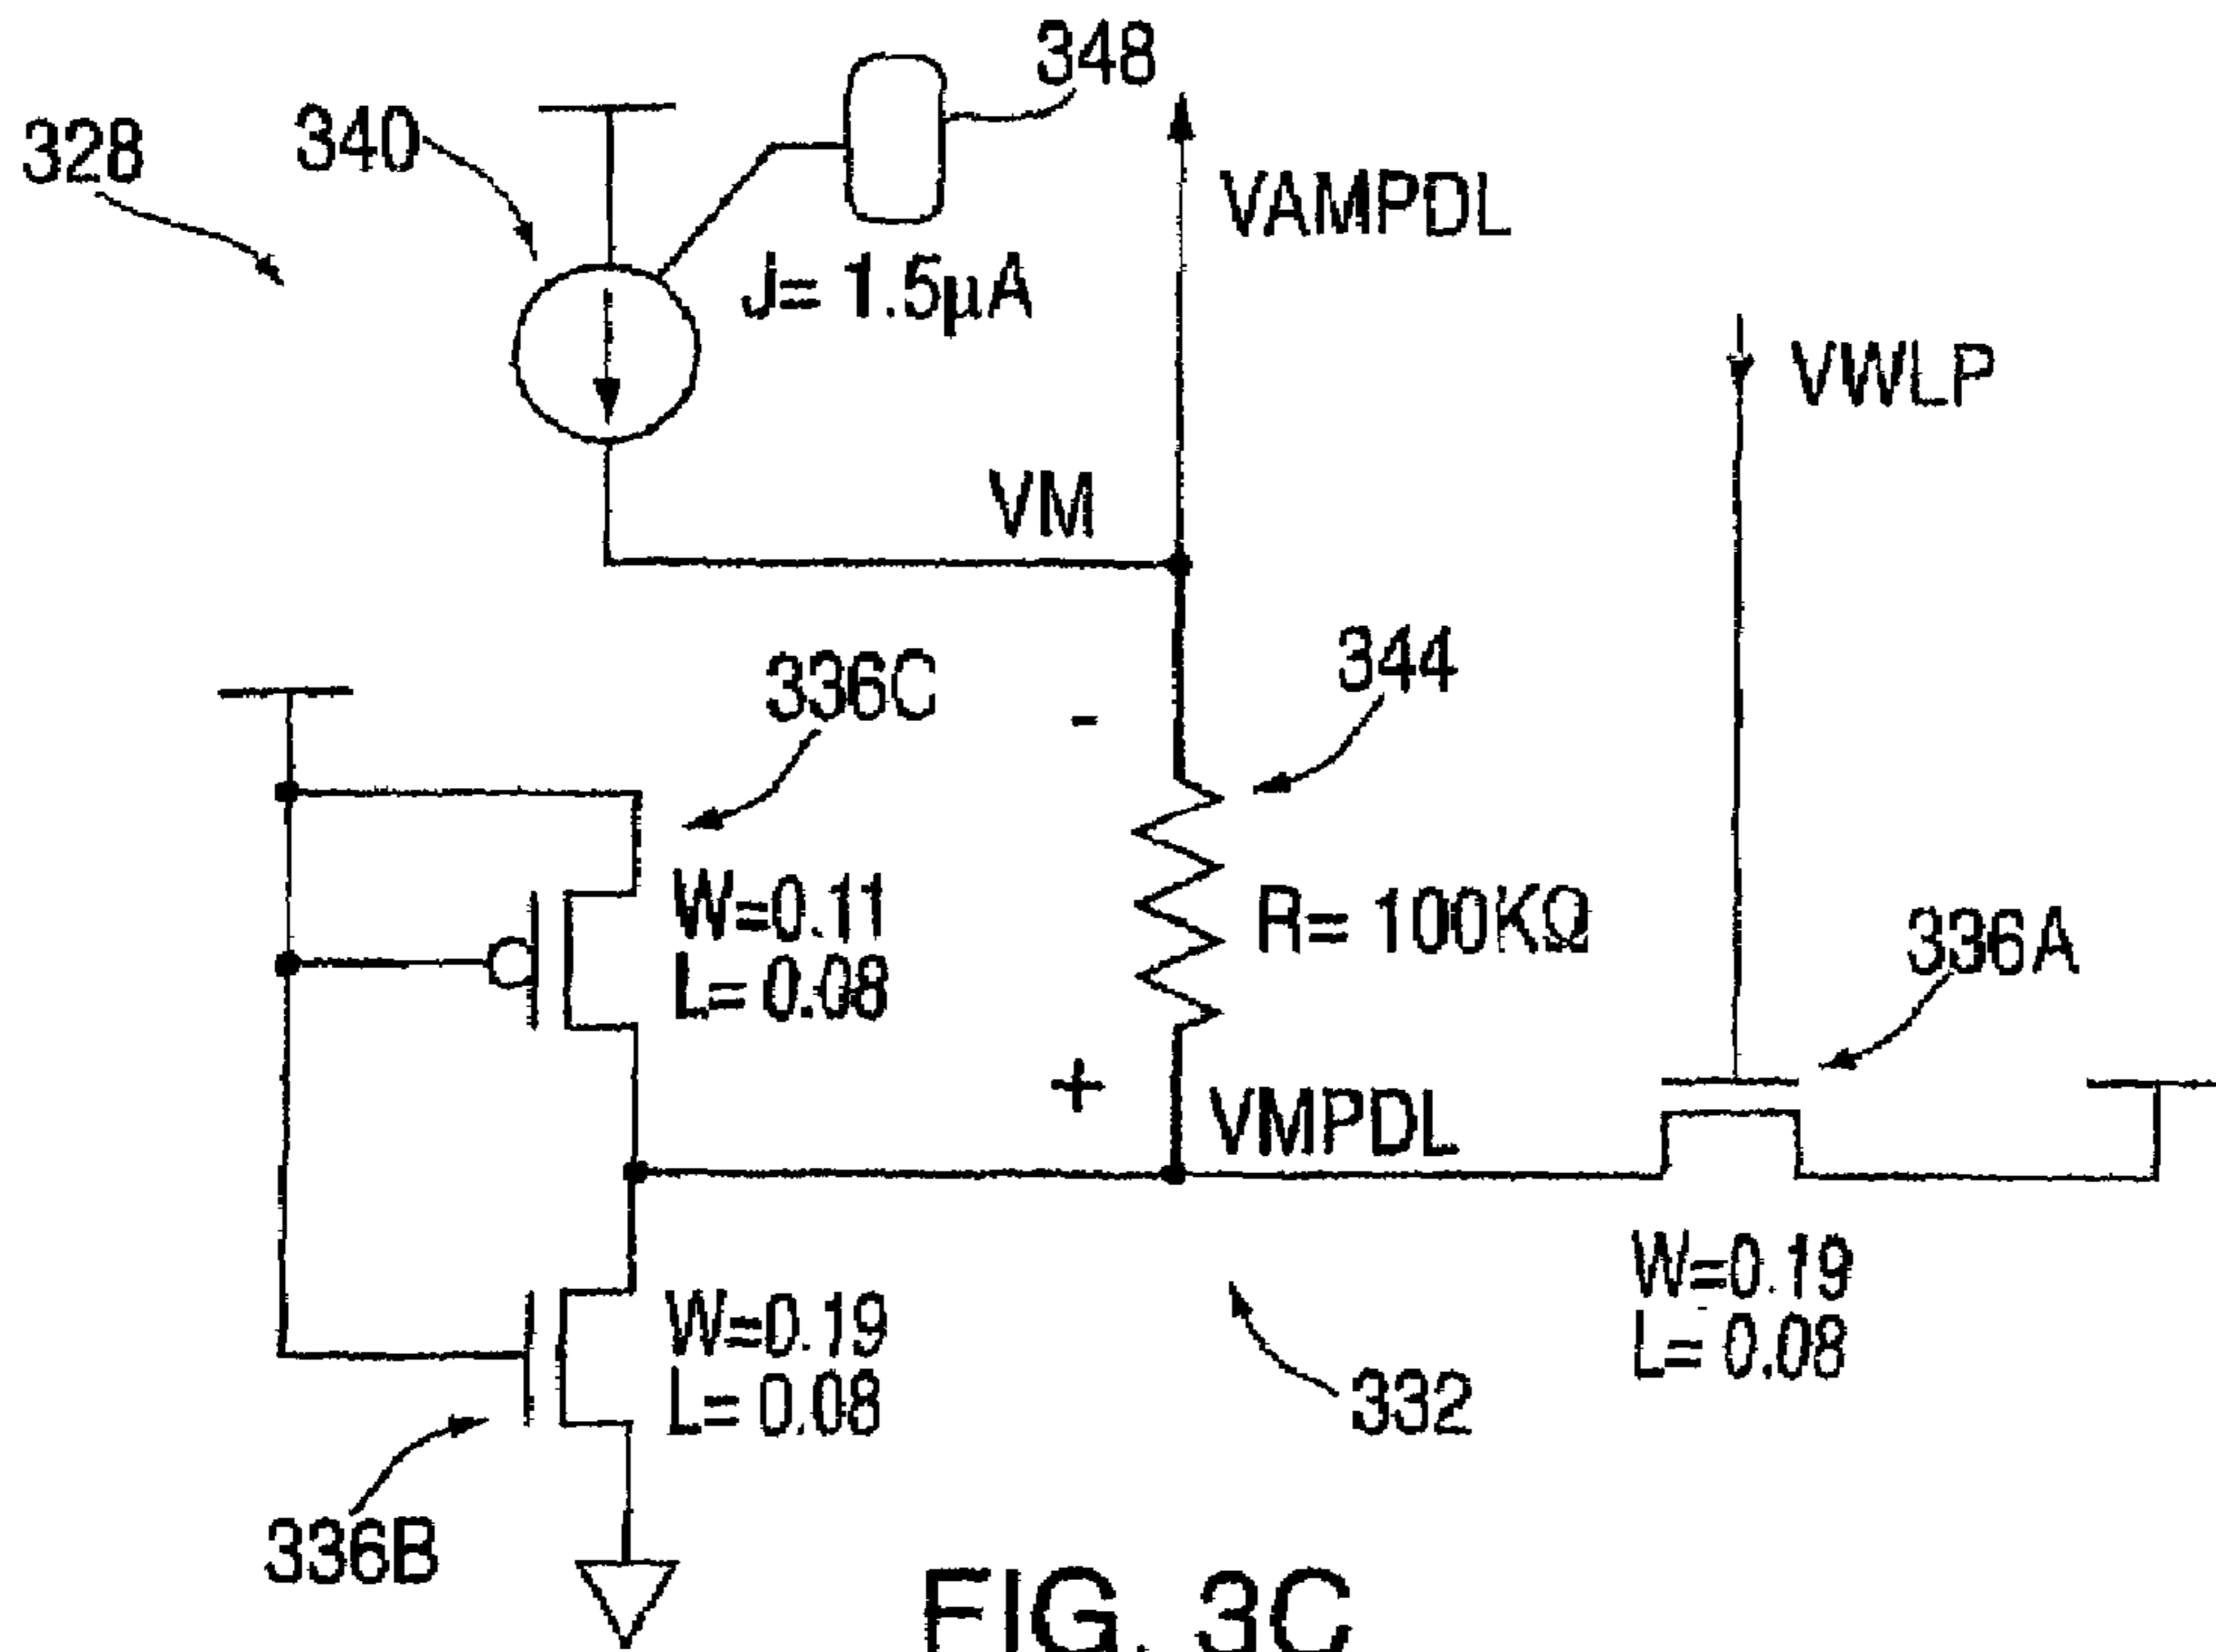 348
328
340
VAMPDL
J= 1.5µA
VWLP
VM
344
336C
-
W=0.11
L= 0.08
R= 100KΩ
336A
+
VMPDL
W=0.19
L= 0.08
W=0.19
L= 0.08
332
336B
FIG. 3C